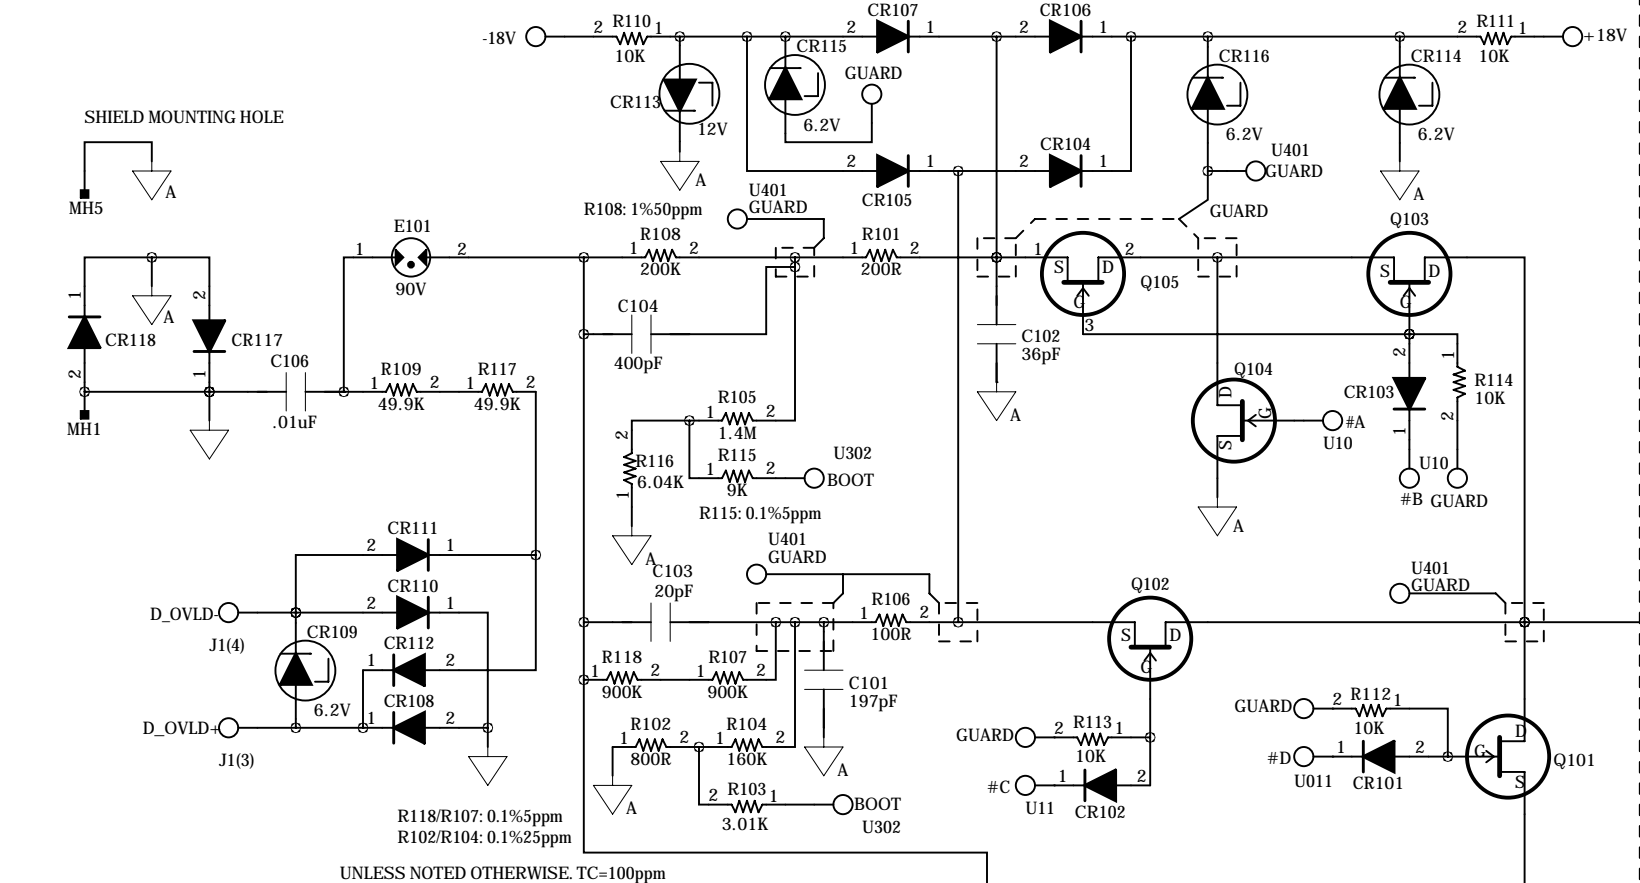 CR107
CR106
-18V
2 R110 1
10K
2 1
2 1
2 R111 1
10K
+18V
CR115
6.2V
GUARD
CR113
12V
A
CR116
6.2V
CR114
6.2V
A
SHIELD MOUNTING HOLE
A
MH5
2 1
CR105
CR104
2 1
U401
GUARD
GUARD
R108: 1%50ppm
U401
GUARD
E101
1 2
90V
R108
1 2
200K
R101
1 2
200R
1 2
S D
G
3
Q105
Q103
S D
G
1
2
A
CR118
2
CR117
1
C106
.01uF
R109
1 2
49.9K
R117
1 2
49.9K
MH1
C104
400pF
C102
36pF
A
Q104
D
G
S
#A
U10
A
2
CR103
1
1
R114
10K
2
U10
#B
GUARD
R105
1 2
1.4M
2
R116
6.04K
1
R115
1 2
9K
U302
BOOT
R115: 0.1%5ppm
A
U401
GUARD
CR111
2 1
CR110
2 1
D_OVLD-
J1(4)
CR109
6.2V
CR112
1 2
CR108
1 2
D_OVLD+
J1(3)
C103
20pF
R106
1 2
100R
Q102
S D
G
U401
GUARD
R118
1 2
900K
R107
1 2
900K
C101
197pF
A
R102
1 2
800R
R104
1 2
160K
A
R103
2 1
3.01K
BOOT
U302
GUARD
R113
2 1
10K
#C
U11
1 2
CR102
GUARD
R112
2 1
10K
#D
U011
1 2
CR101
D
G
S
Q101
R118/R107: 0.1%5ppm
R102/R104: 0.1%25ppm
UNLESS NOTED OTHERWISE. TC=100ppm